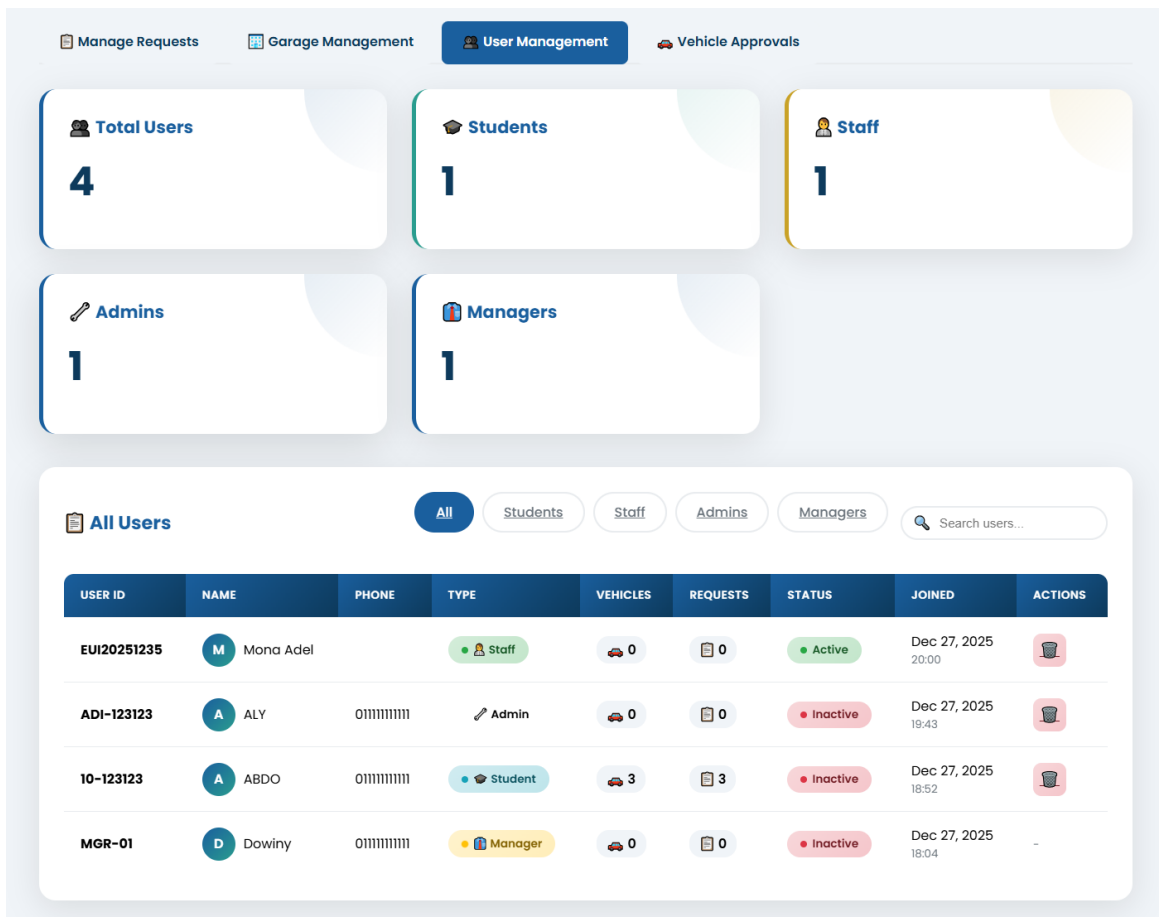 Manage Requests Garage Management User Management Vehicle Approvals
Total Users
4
Students
1
Staff
1
Admins
1
Managers
1
All Users
All Students Staff Admins Managers
Search users...
USER ID NAME PHONE TYPE VEHICLES REQUESTS STATUS JOINED ACTIONS
EUI20251235 M Mona Adel Staff 0 0 Active Dec 27, 2025
20:00
ADI-123123 A ALY 01111111111 Admin 0 0 Inactive Dec 27, 2025
19:43
10-123123 A ABDO 01111111111 Student 3 3 Inactive Dec 27, 2025
18:52
MGR-01 D Dowiny 01111111111 Manager 0 0 Inactive Dec 27, 2025 -
18:04